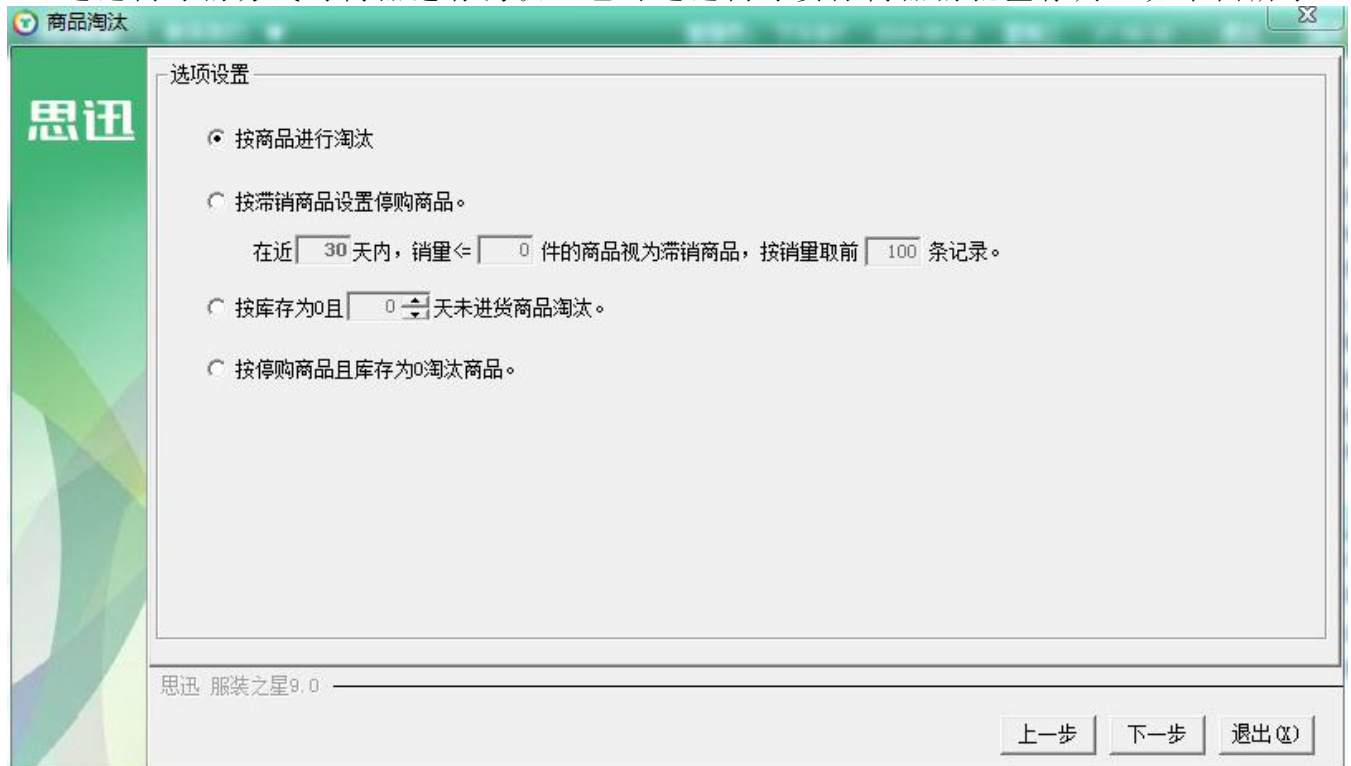 商品淘汰
思迅
选项设置
按商品进行淘汰
按滞销商品设置停购商品。
在近 30 天内，销量<= 0 件的商品视为滞销商品，按销量取前 100 条记录。
按库存为0且 0 天未进货商品淘汰。
按停购商品且库存为0淘汰商品。
思迅 服装之星9.0
上一步 下一步 退出(X)